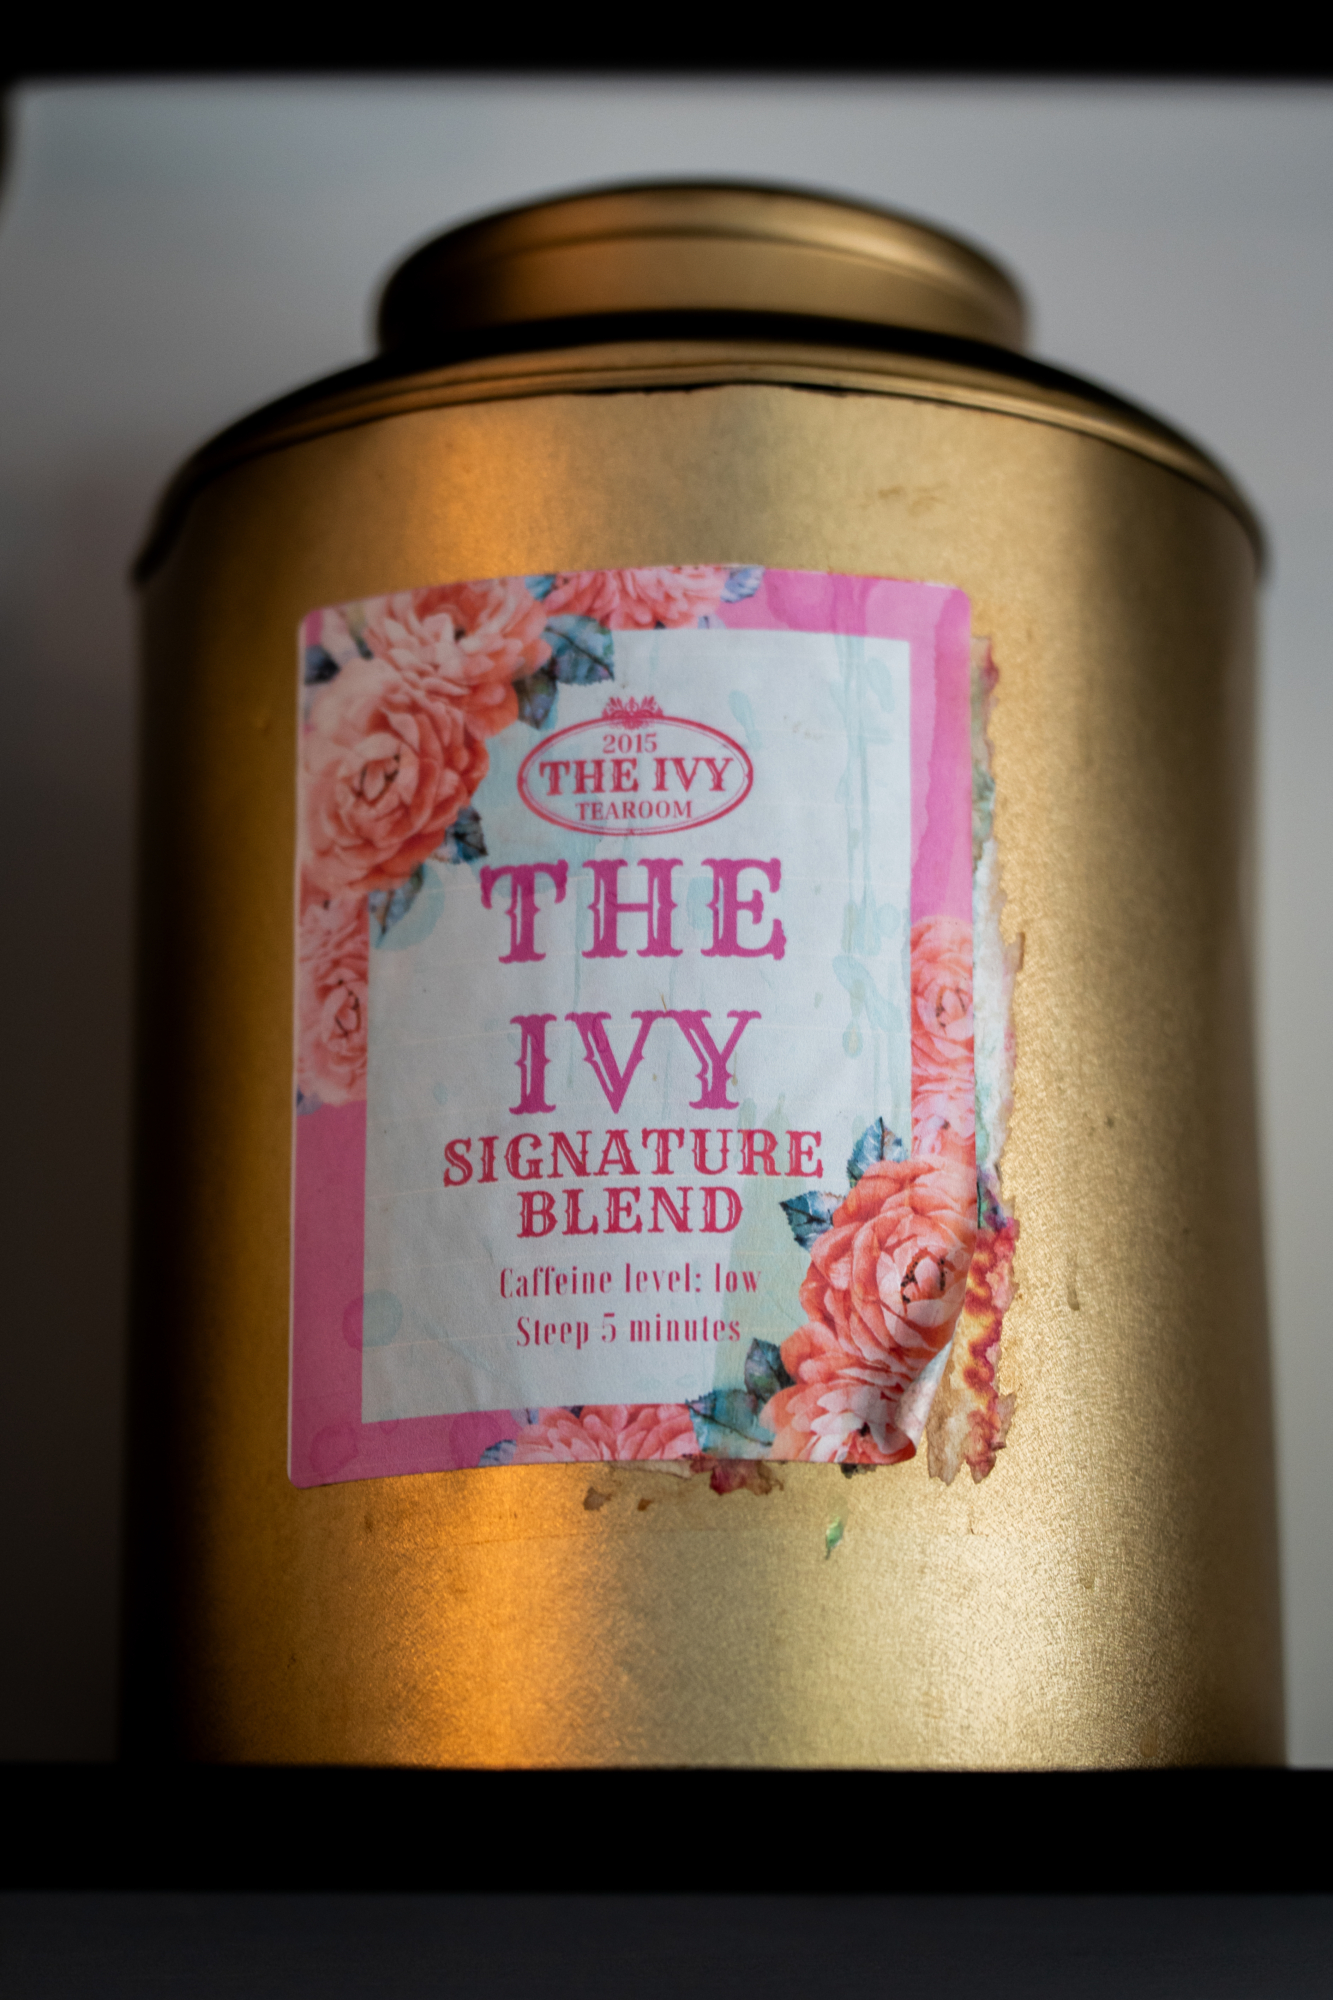 2015
THE IVY
TEAROOM
THE
IVY
SIGNATURE
BLEND
Caffeine level: low
Steep 5 minutes